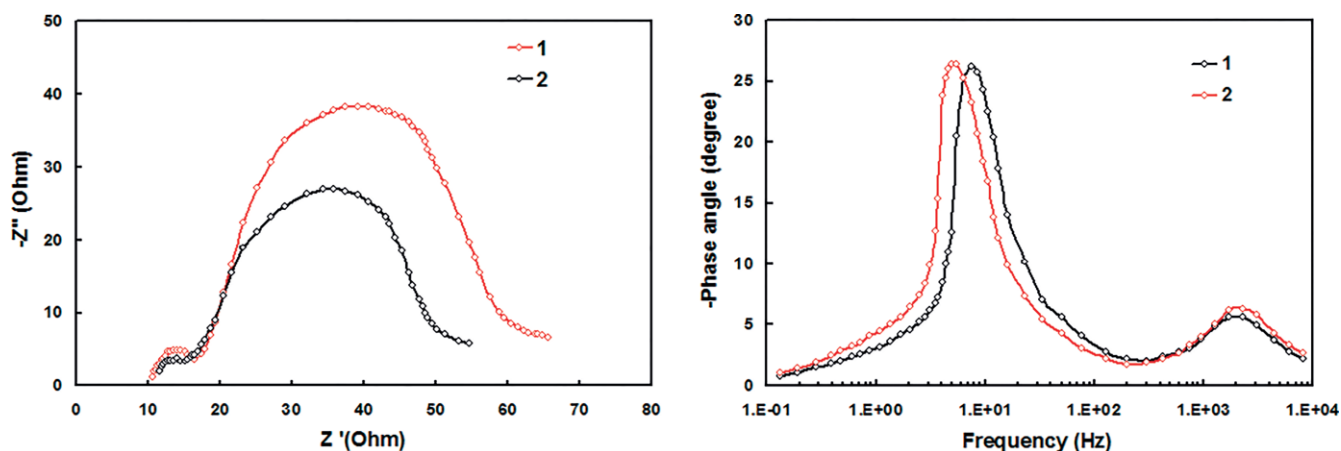 50
40
30
20
10
0
-Z'' (Ohm)
1
2
0 10 20 30 40 50 60 70 80
Z '(Ohm)
-30
25
20
15
10
5
0
-Phase angle (degree)
1
2
1.E-01 1.E+00 1.E+01 1.E+02 1.E+03 1.E+04
Frequency (Hz)